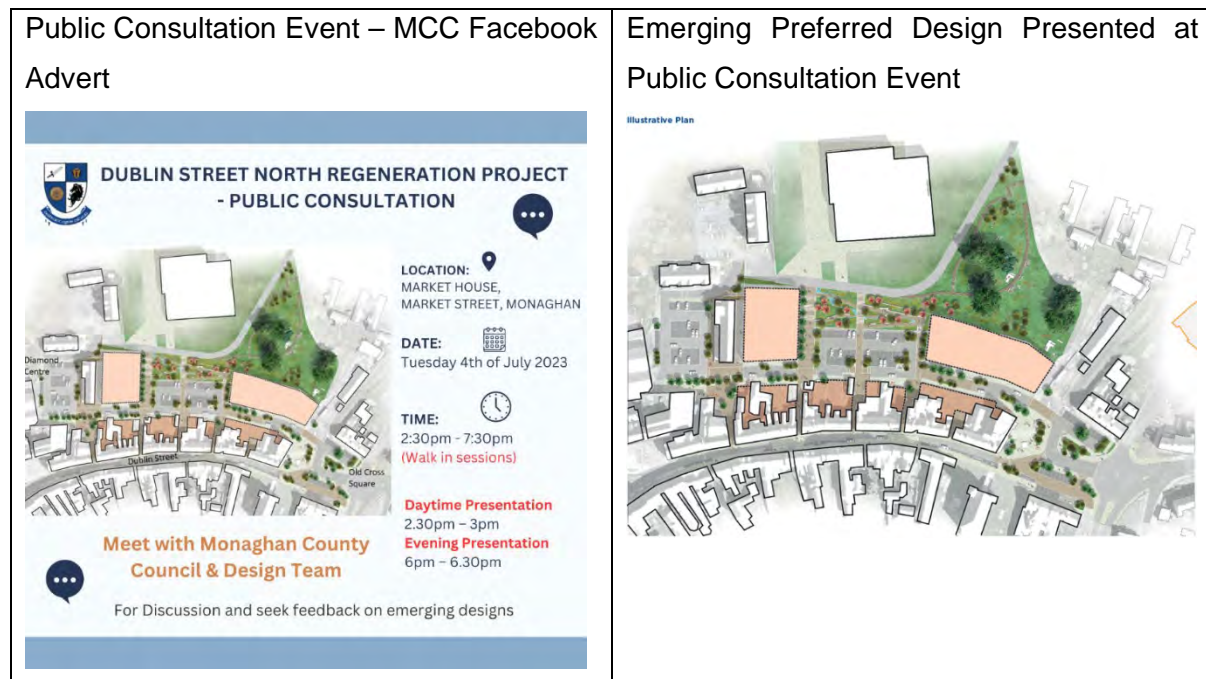 Public Consultation Event – MCC Facebook
Advert
DUBLIN STREET NORTH REGENERATION PROJECT
- PUBLIC CONSULTATION
LOCATION:
MARKET HOUSE,
MARKET STREET, MONAGHAN
DATE:
Tuesday 4th of July 2023
TIME:
2:30pm - 7:30pm
(Walk in sessions)
Daytime Presentation
2.30pm – 3pm
Evening Presentation
6pm – 6.30pm
Diamond
Centre
Dublin Street
Old Cross
Square
Meet with Monaghan County
Council & Design Team
For Discussion and seek feedback on emerging designs
Emerging Preferred Design Presented at
Public Consultation Event
Illustrative Plan